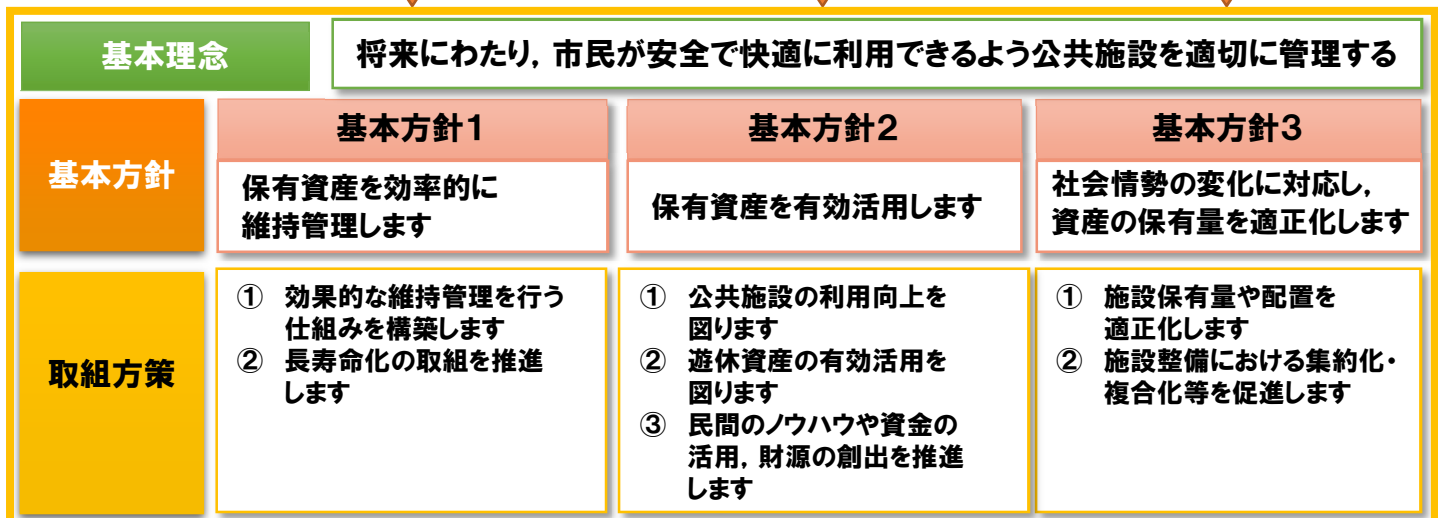 基本理念
将来にわたり，市民が安全で快適に利用できるよう公共施設を適切に管理する
基本方針
基本方針１
保有資産を効率的に
維持管理します
基本方針２
保有資産を有効活用します
基本方針３
社会情勢の変化に対応し，
資産の保有量を適正化します
取組方策
① 効果的な維持管理を行う
仕組みを構築します
② 長寿命化の取組を推進
します
① 公共施設の利用向上を
図ります
② 遊休資産の有効活用を
図ります
③ 民間のノウハウや資金の
活用，財源の創出を推進
します
① 施設保有量や配置を
適正化します
② 施設整備における集約化・
複合化等を促進します